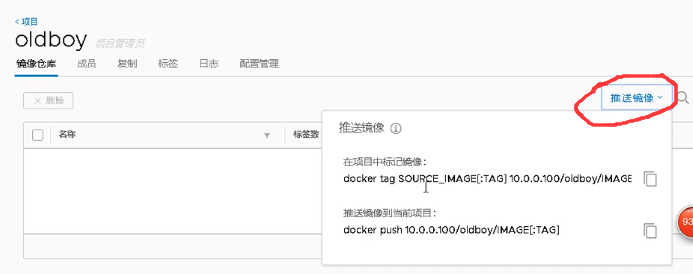 < 项目
oldboy 项目管理员
镜像仓库 成员 复制 标签 日志 配置管理
× 删除 推送镜像
名称 标签数
推送镜像
在项目中标记镜像：
docker tag SOURCE_IMAGE[:TAG] 10.0.0.100/oldboy/IMAGE
推送镜像到当前项目：
docker push 10.0.0.100/oldboy/IMAGE[:TAG]
93